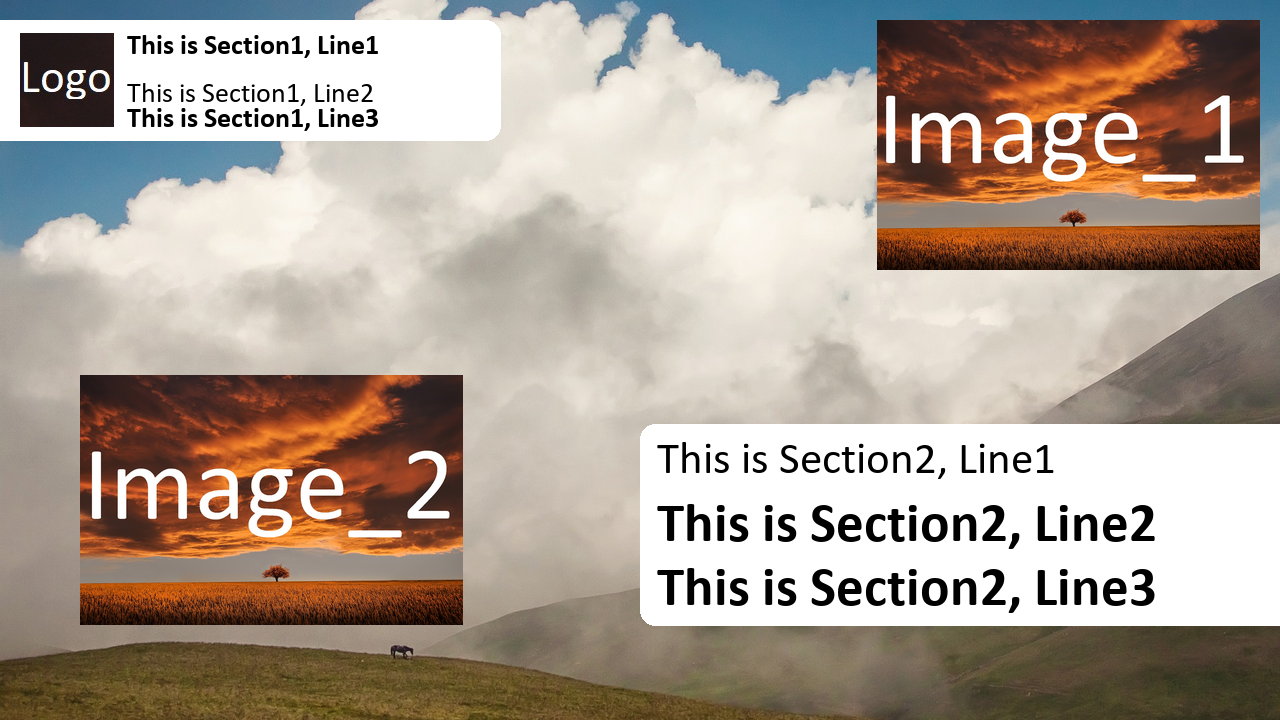 Logo
This is Section1, Line1
This is Section1, Line2
This is Section1, Line3
Image_1
Image_2
This is Section2, Line1
This is Section2, Line2
This is Section2, Line3